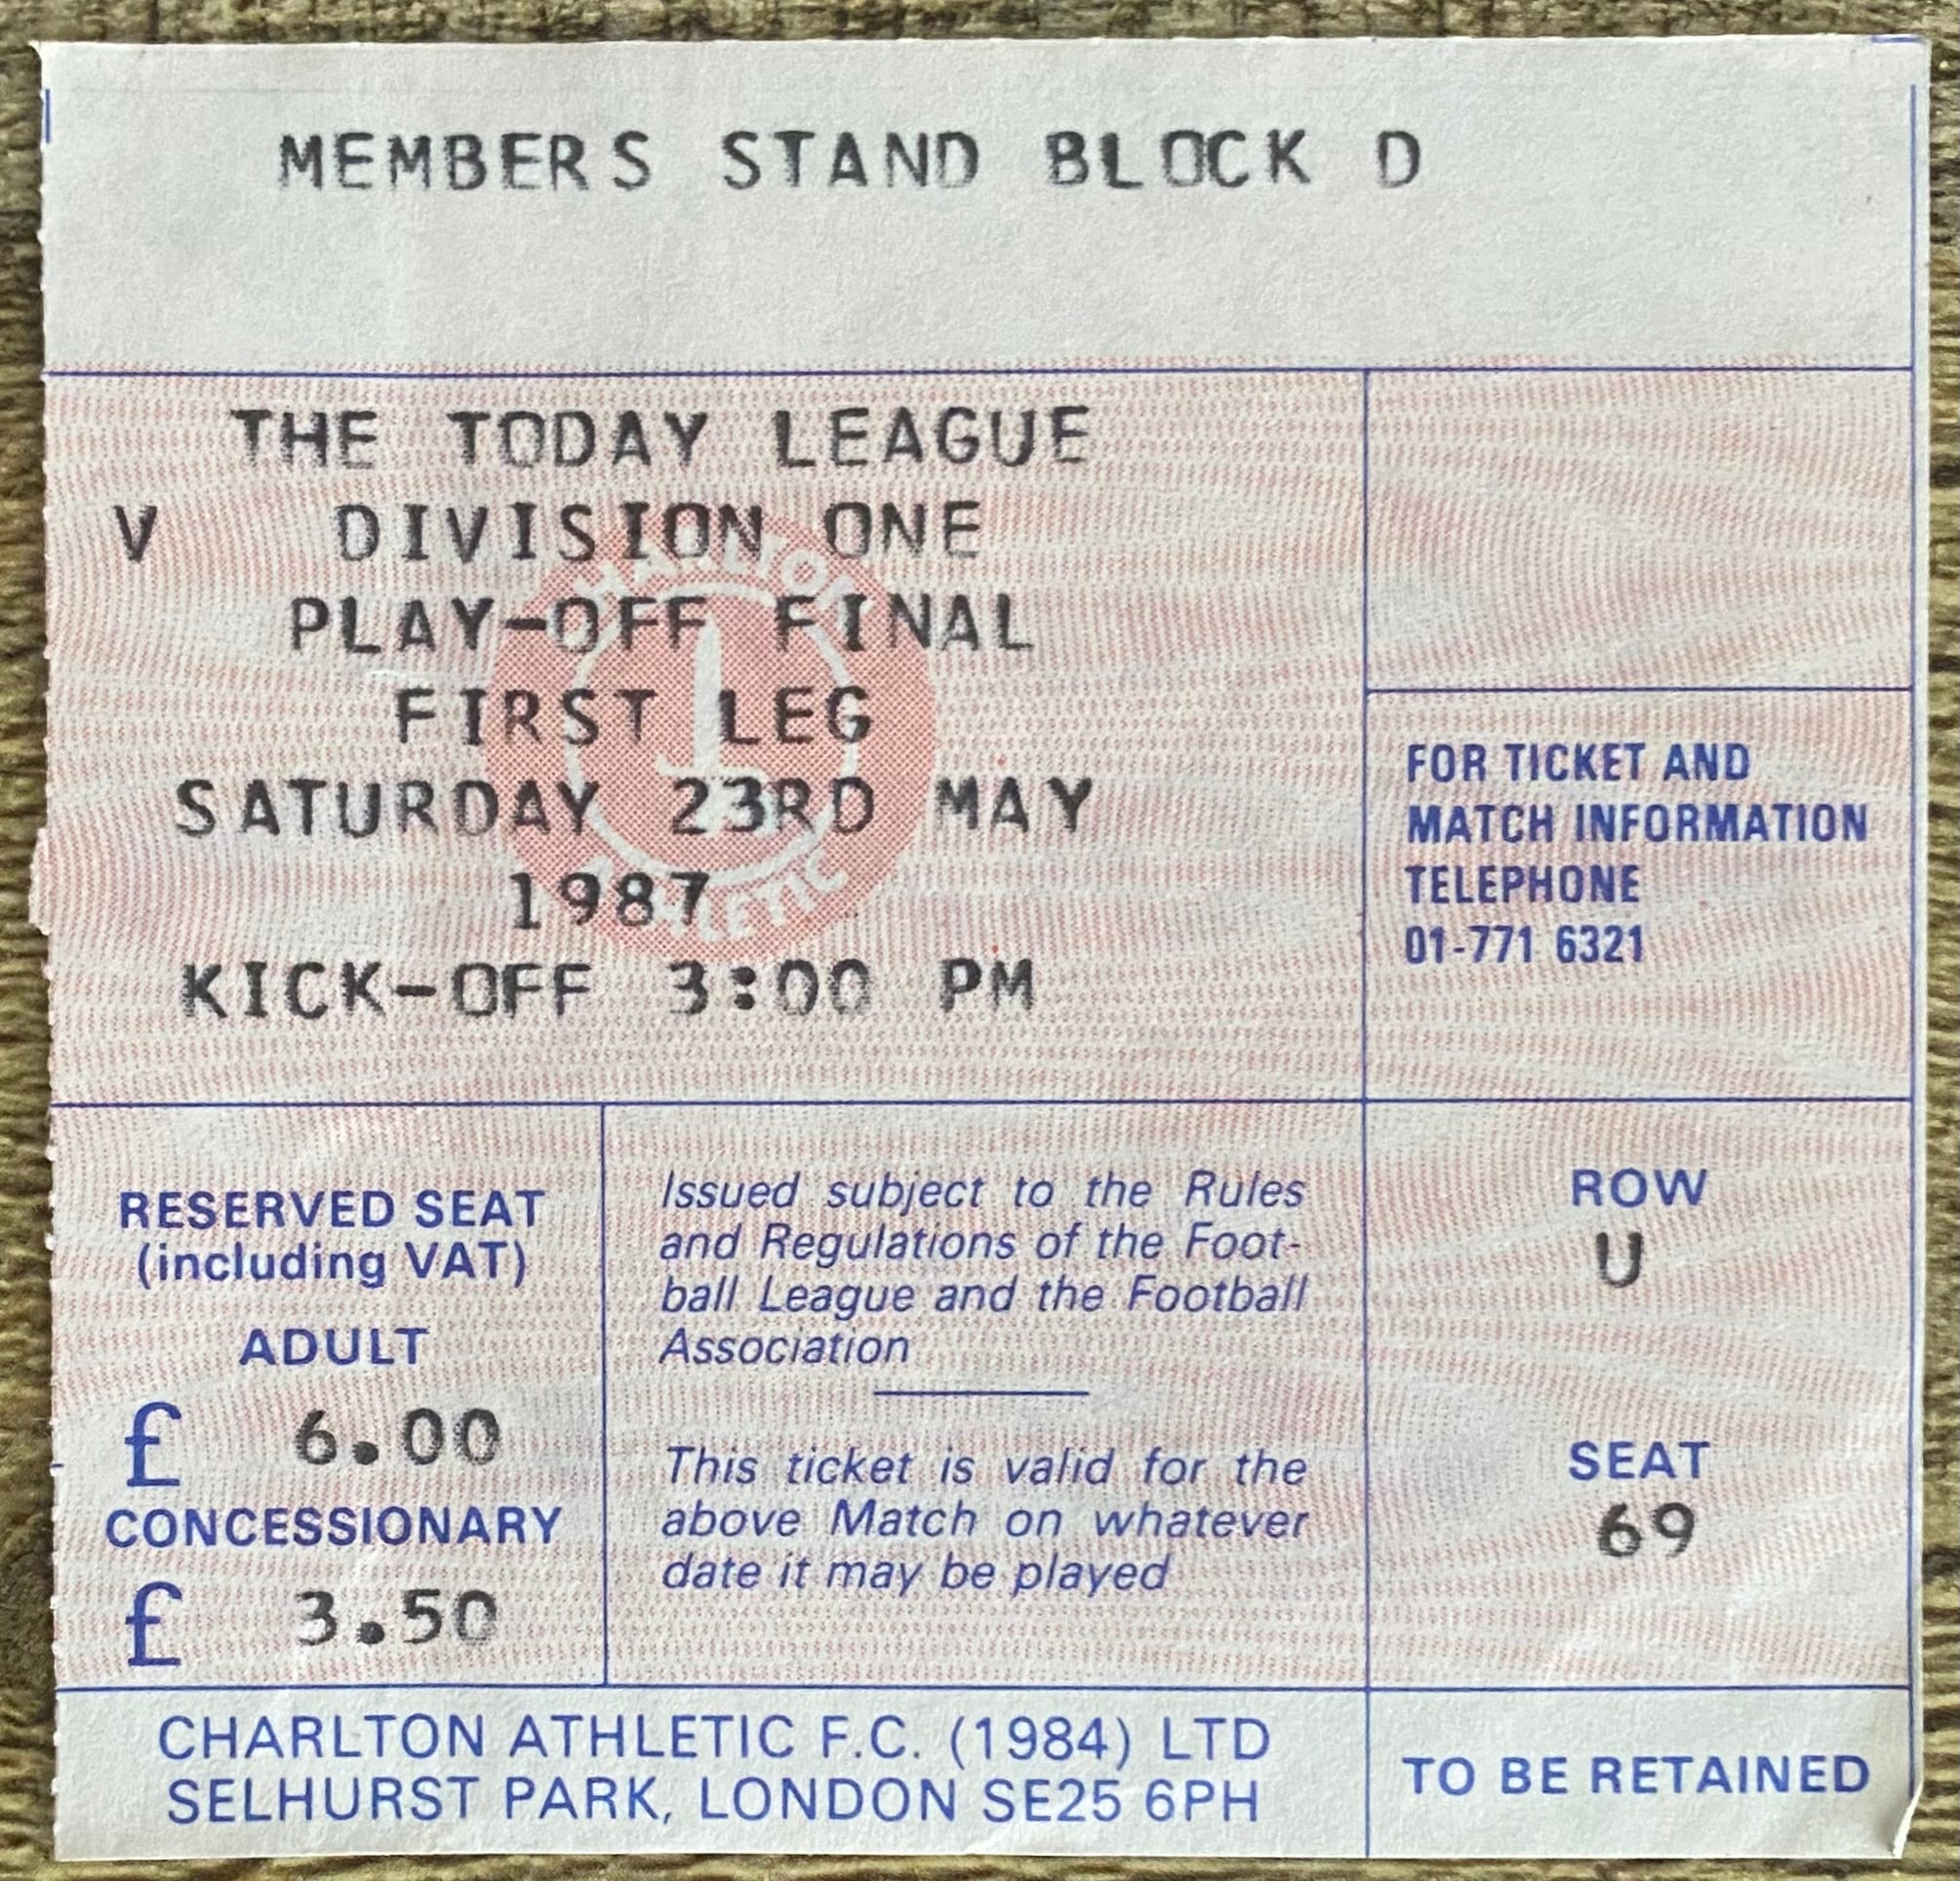 MEMBERS STAND BLOCK D
THE TODAY LEAGUE
V DIVISION ONE
PLAY-OFF FINAL
FIRST LEG
SATURDAY 23RD MAY
1987
KICK-OFF 3:00 PM
CHARLTON
ATHLETIC
FOR TICKET AND
MATCH INFORMATION
TELEPHONE
01-771 6321
RESERVED SEAT
(including VAT)
ADULT
£ 6.00
CONCESSIONARY
£ 3.50
Issued subject to the Rules
and Regulations of the Foot-
ball League and the Football
Association
This ticket is valid for the
above Match on whatever
date it may be played
ROW
U
SEAT
69
CHARLTON ATHLETIC F.C. (1984) LTD
SELHURST PARK, LONDON SE25 6PH
TO BE RETAINED